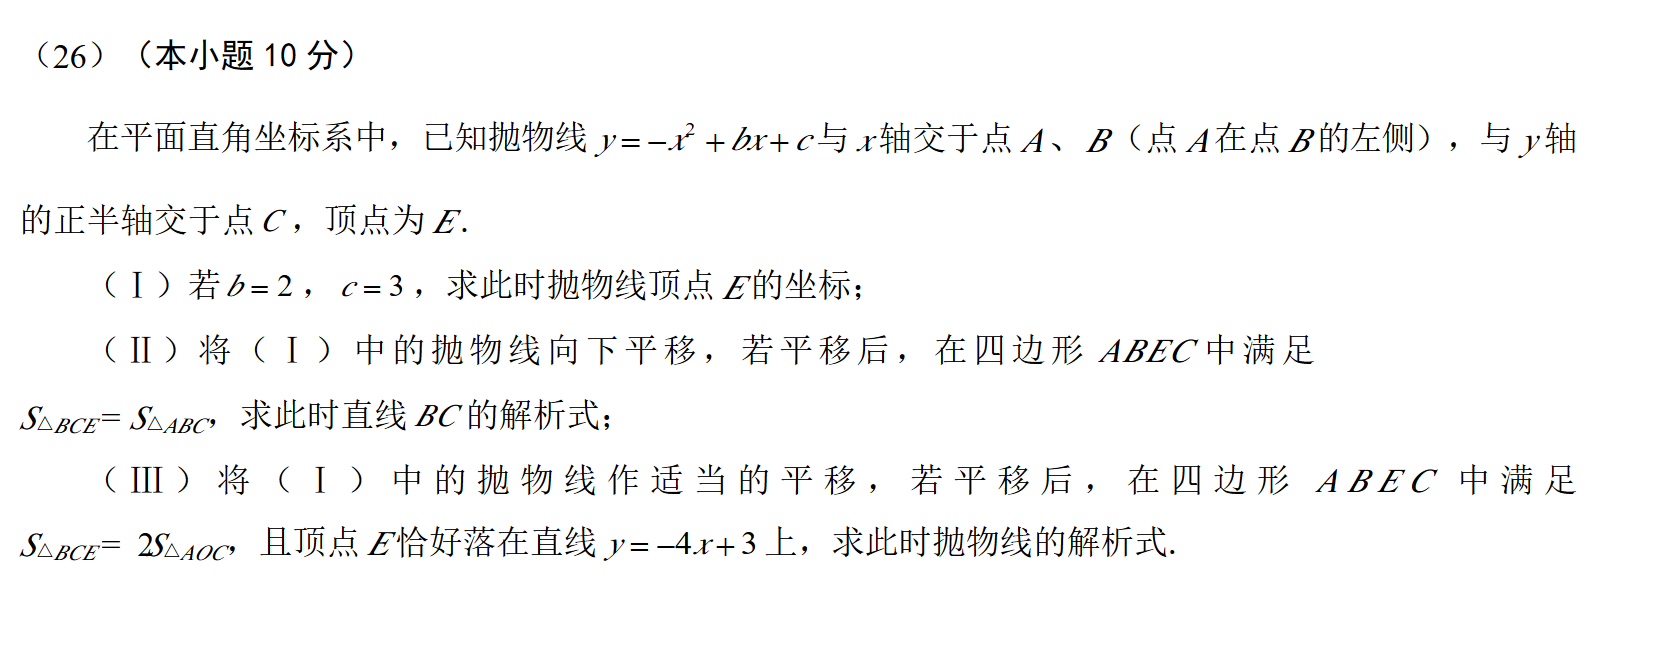 （26）（本小题 10 分）
在平面直角坐标系中，已知抛物线 y=−x²+bx+c与 x轴交于点 A、B（点 A在点 B的左侧），与 y轴
的正半轴交于点 C，顶点为 E.
（Ⅰ）若 b=2，c=3，求此时抛物线顶点 E的坐标；
（Ⅱ）将（Ⅰ）中的抛物线向下平移，若平移后，在四边形 ABEC 中满足
S△BCE= S△ABC，求此时直线 BC 的解析式；
（Ⅲ）将（Ⅰ）中的抛物线作适当的平移，若平移后，在四边形 ABEC 中满足
S△BCE= 2S△AOC，且顶点 E恰好落在直线 y=−4x+3 上，求此时抛物线的解析式.